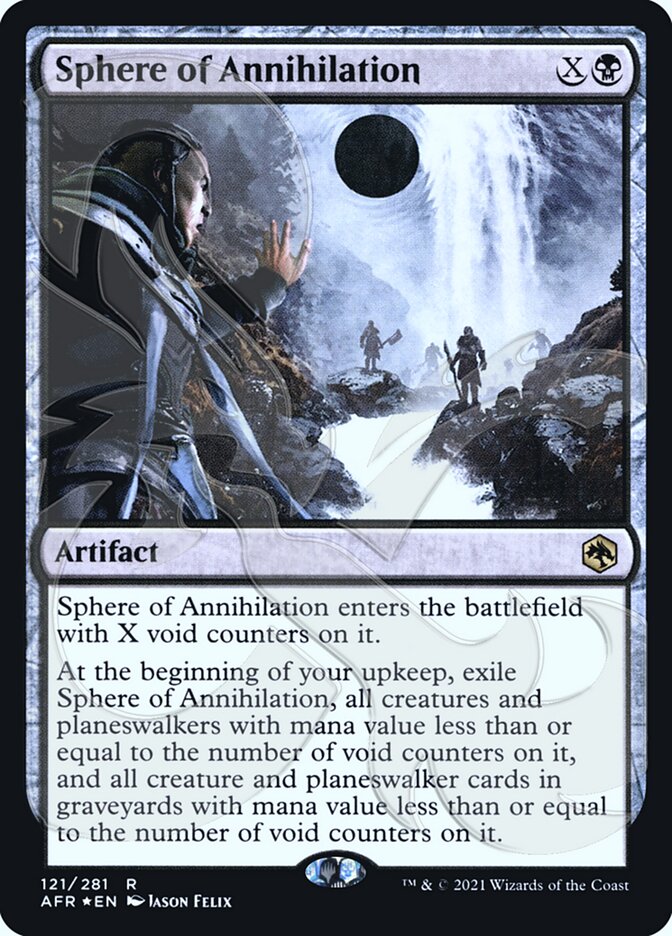 Sphere of Annihilation
X
Artifact
Sphere of Annihilation enters the battlefield
with X void counters on it.
At the beginning of your upkeep, exile
Sphere of Annihilation, all creatures and
planeswalkers with mana value less than or
equal to the number of void counters on it,
and all creature and planeswalker cards in
graveyards with mana value less than or equal
to the number of void counters on it.
121/281 R
AFR★EN Jason Felix
™ & © 2021 Wizards of the Coast